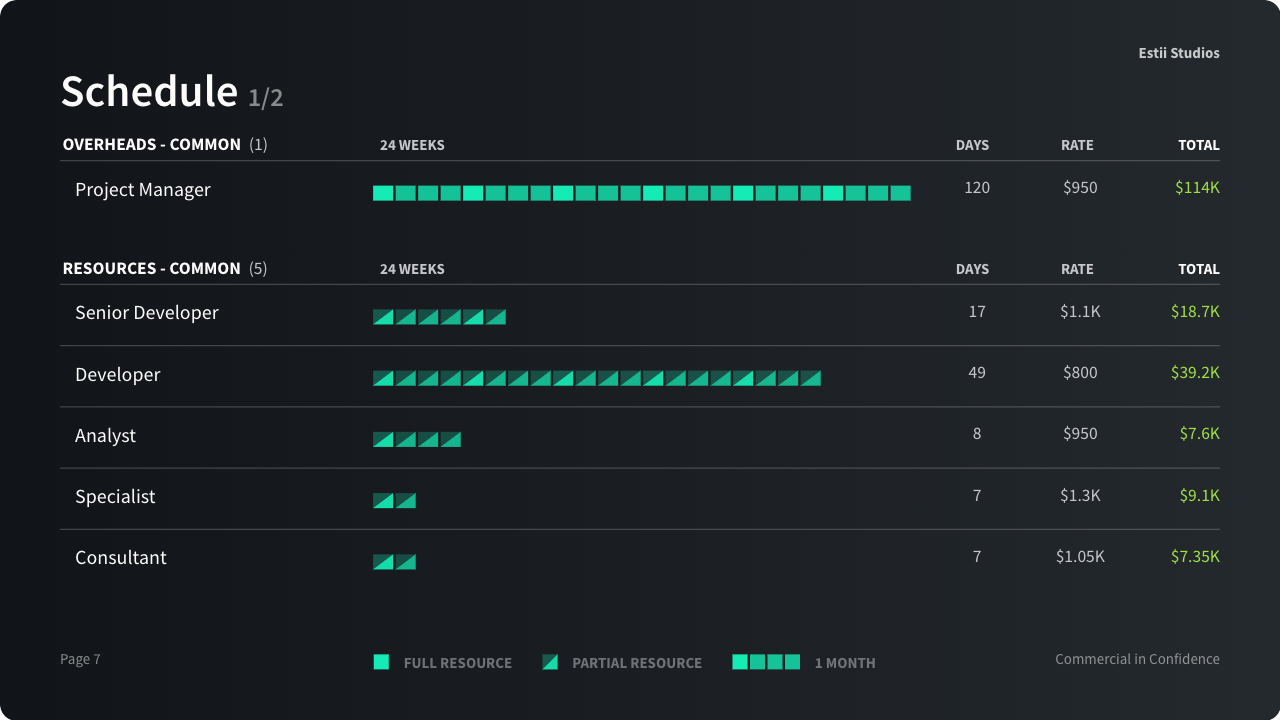 Estii Studios
Schedule 1/2
OVERHEADS - COMMON (1) 24 WEEKS DAYS RATE TOTAL
Project Manager 120 $950 $114K
RESOURCES - COMMON (5) 24 WEEKS DAYS RATE TOTAL
Senior Developer 17 $1.1K $18.7K
Developer 49 $800 $39.2K
Analyst 8 $950 $7.6K
Specialist 7 $1.3K $9.1K
Consultant 7 $1.05K $7.35K
Page 7 FULL RESOURCE PARTIAL RESOURCE 1 MONTH Commercial in Confidence